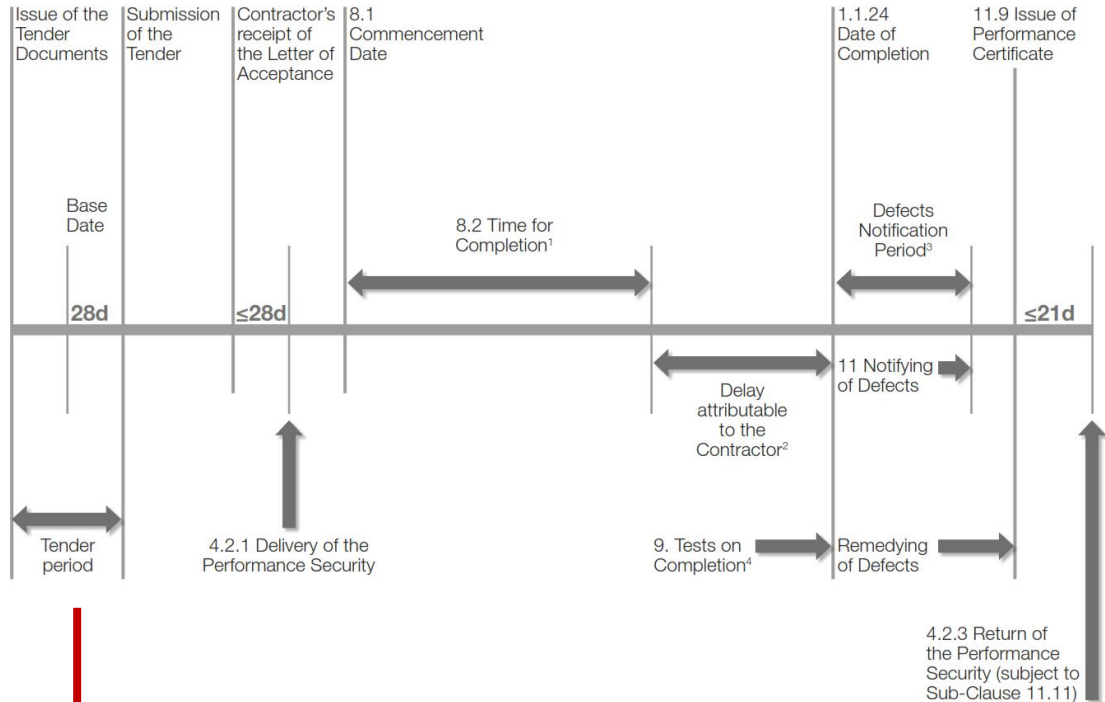 Issue of the
Tender
Documents
Submission
of the
Tender
Contractor's
receipt of
the Letter of
Acceptance
8.1
Commencement
Date
1.1.24
Date of
Completion
11.9 Issue of
Performance
Certificate
Base
Date
8.2 Time for
Completion¹
Defects
Notification
Period³
28d
≤28d
≤21d
Delay
attributable
to the
Contractor²
11 Notifying
of Defects
Tender
period
4.2.1 Delivery of the
Performance Security
9. Tests on
Completion⁴
Remedying
of Defects
4.2.3 Return of
the Performance
Security (subject to
Sub-Clause 11.11)